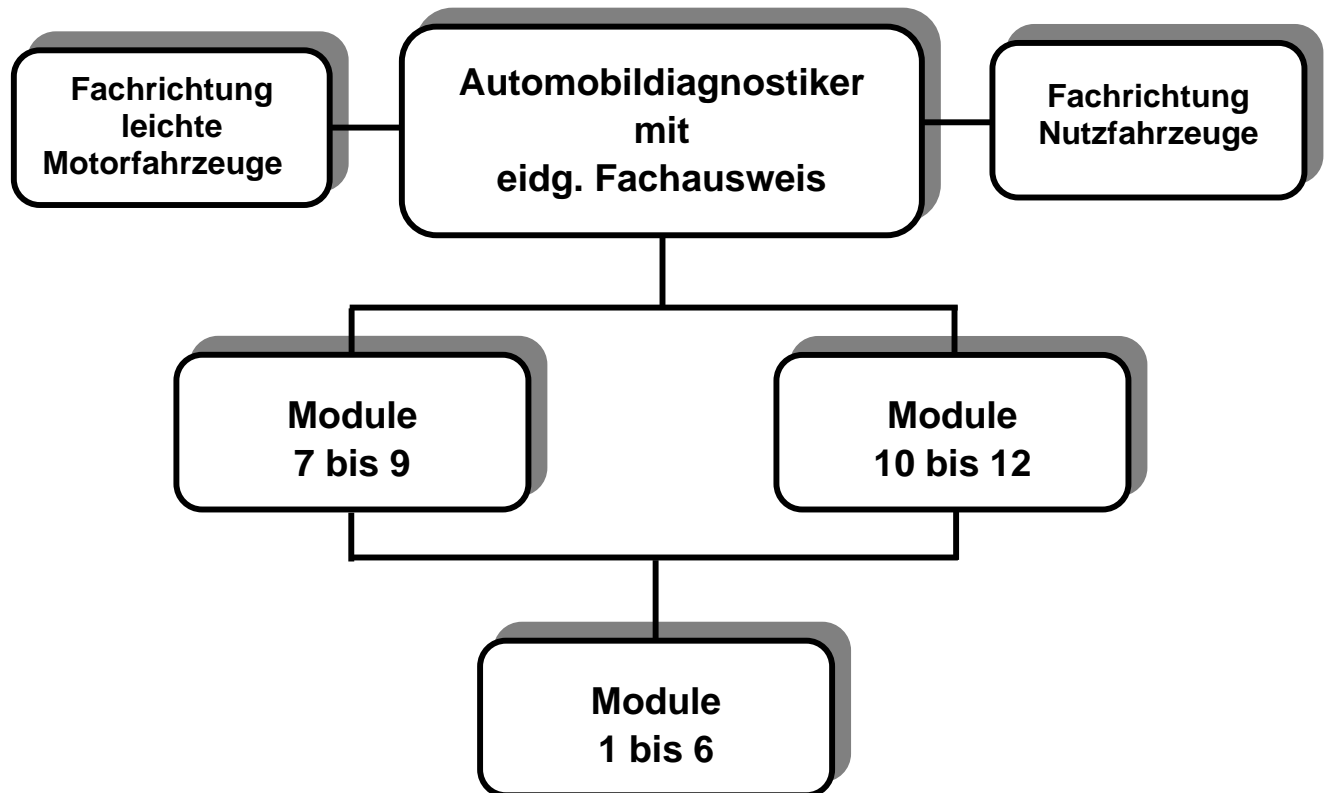 Fachrichtung
leichte
Motorfahrzeuge
Automobildiagnostiker
mit
eidg. Fachausweis
Fachrichtung
Nutzfahrzeuge
Module
7 bis 9
Module
10 bis 12
Module
1 bis 6